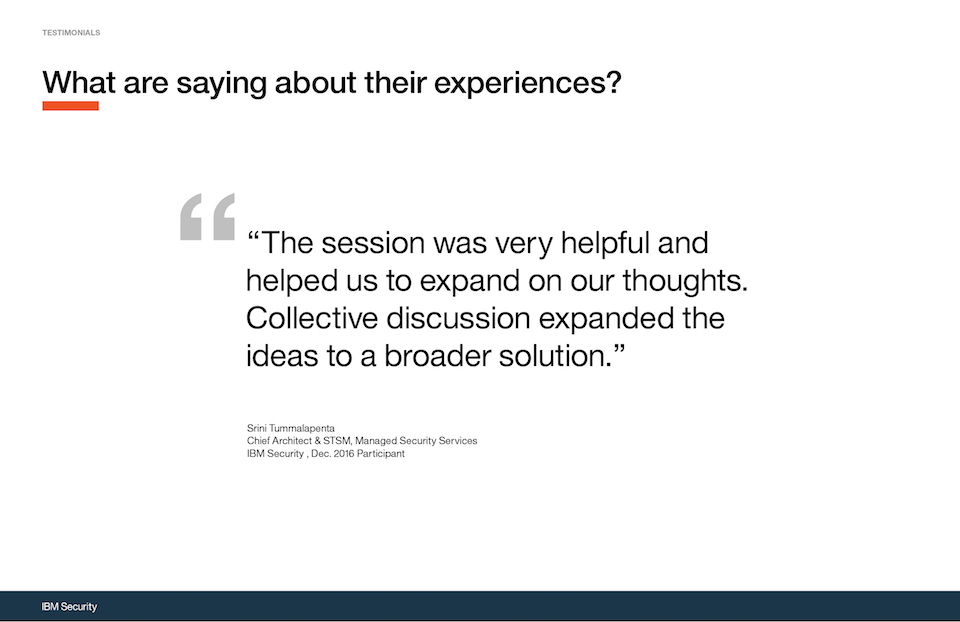 TESTIMONIALS
What are saying about their experiences?
“The session was very helpful and
helped us to expand on our thoughts.
Collective discussion expanded the
ideas to a broader solution.”
Srini Tummalapenta
Chief Architect & STSM, Managed Security Services
IBM Security , Dec. 2016 Participant
IBM Security